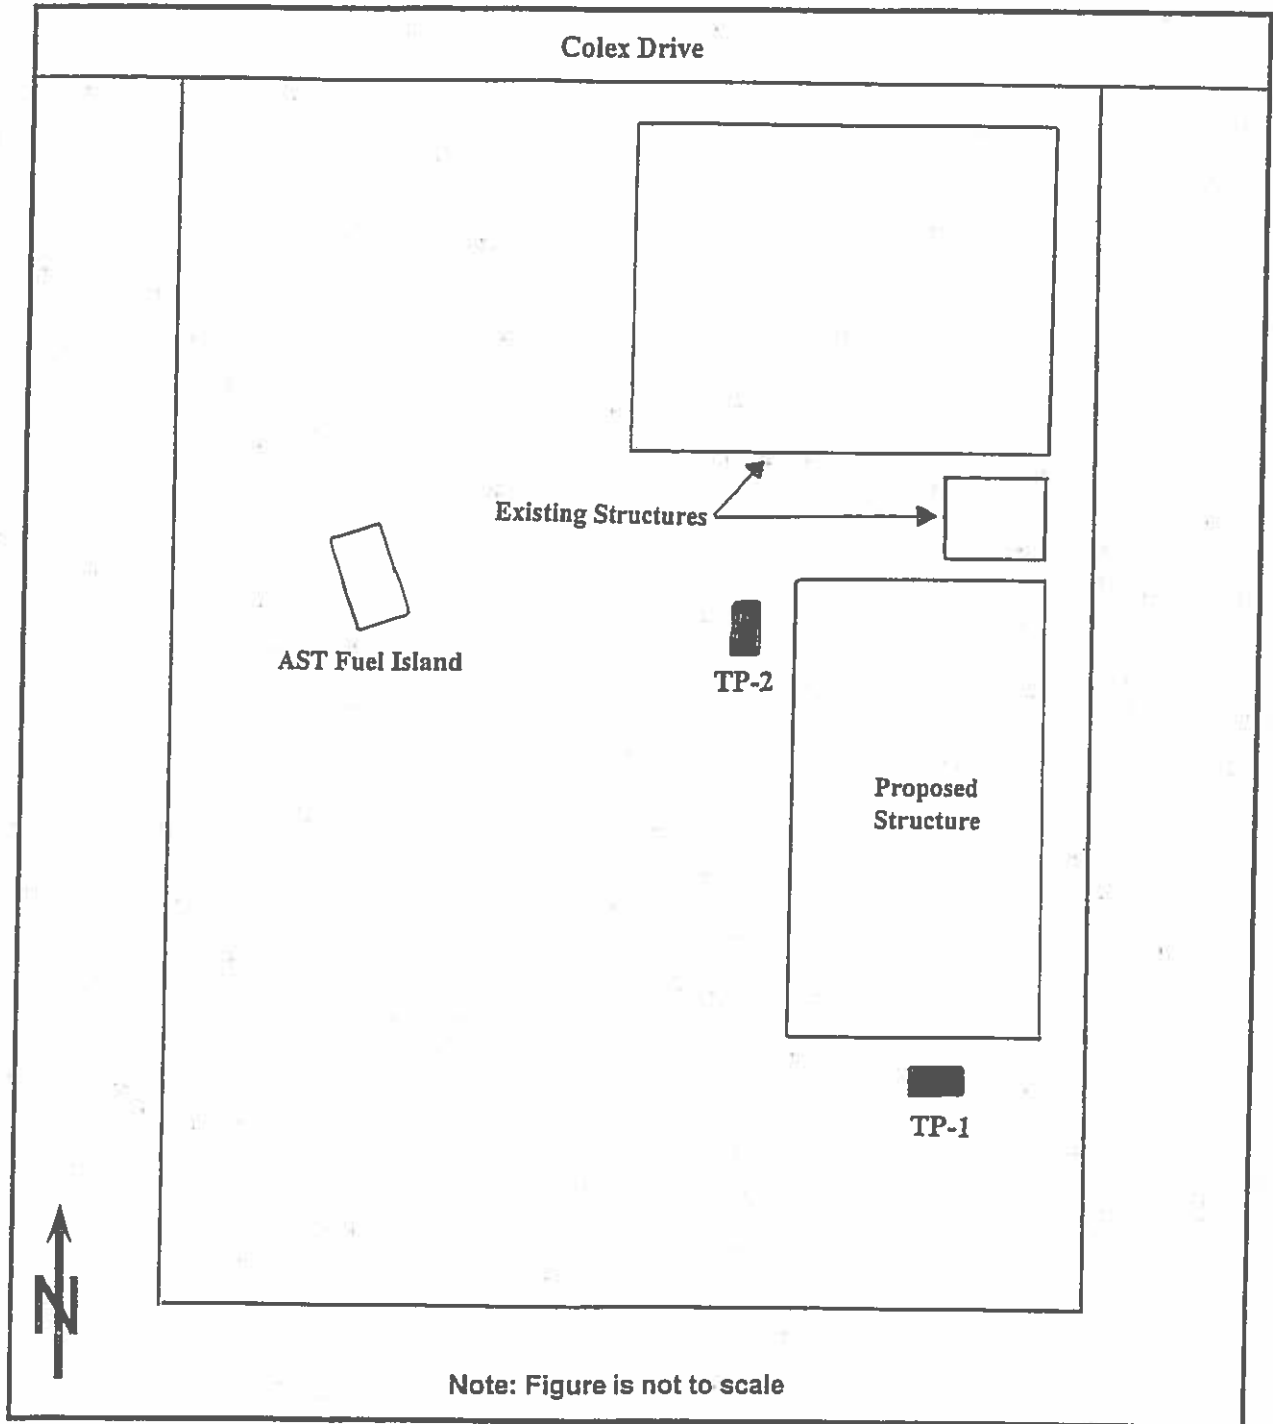 Colex Drive
Existing Structures
AST Fuel Island
TP-2
Proposed
Structure
TP-1
N
Note: Figure is not to scale